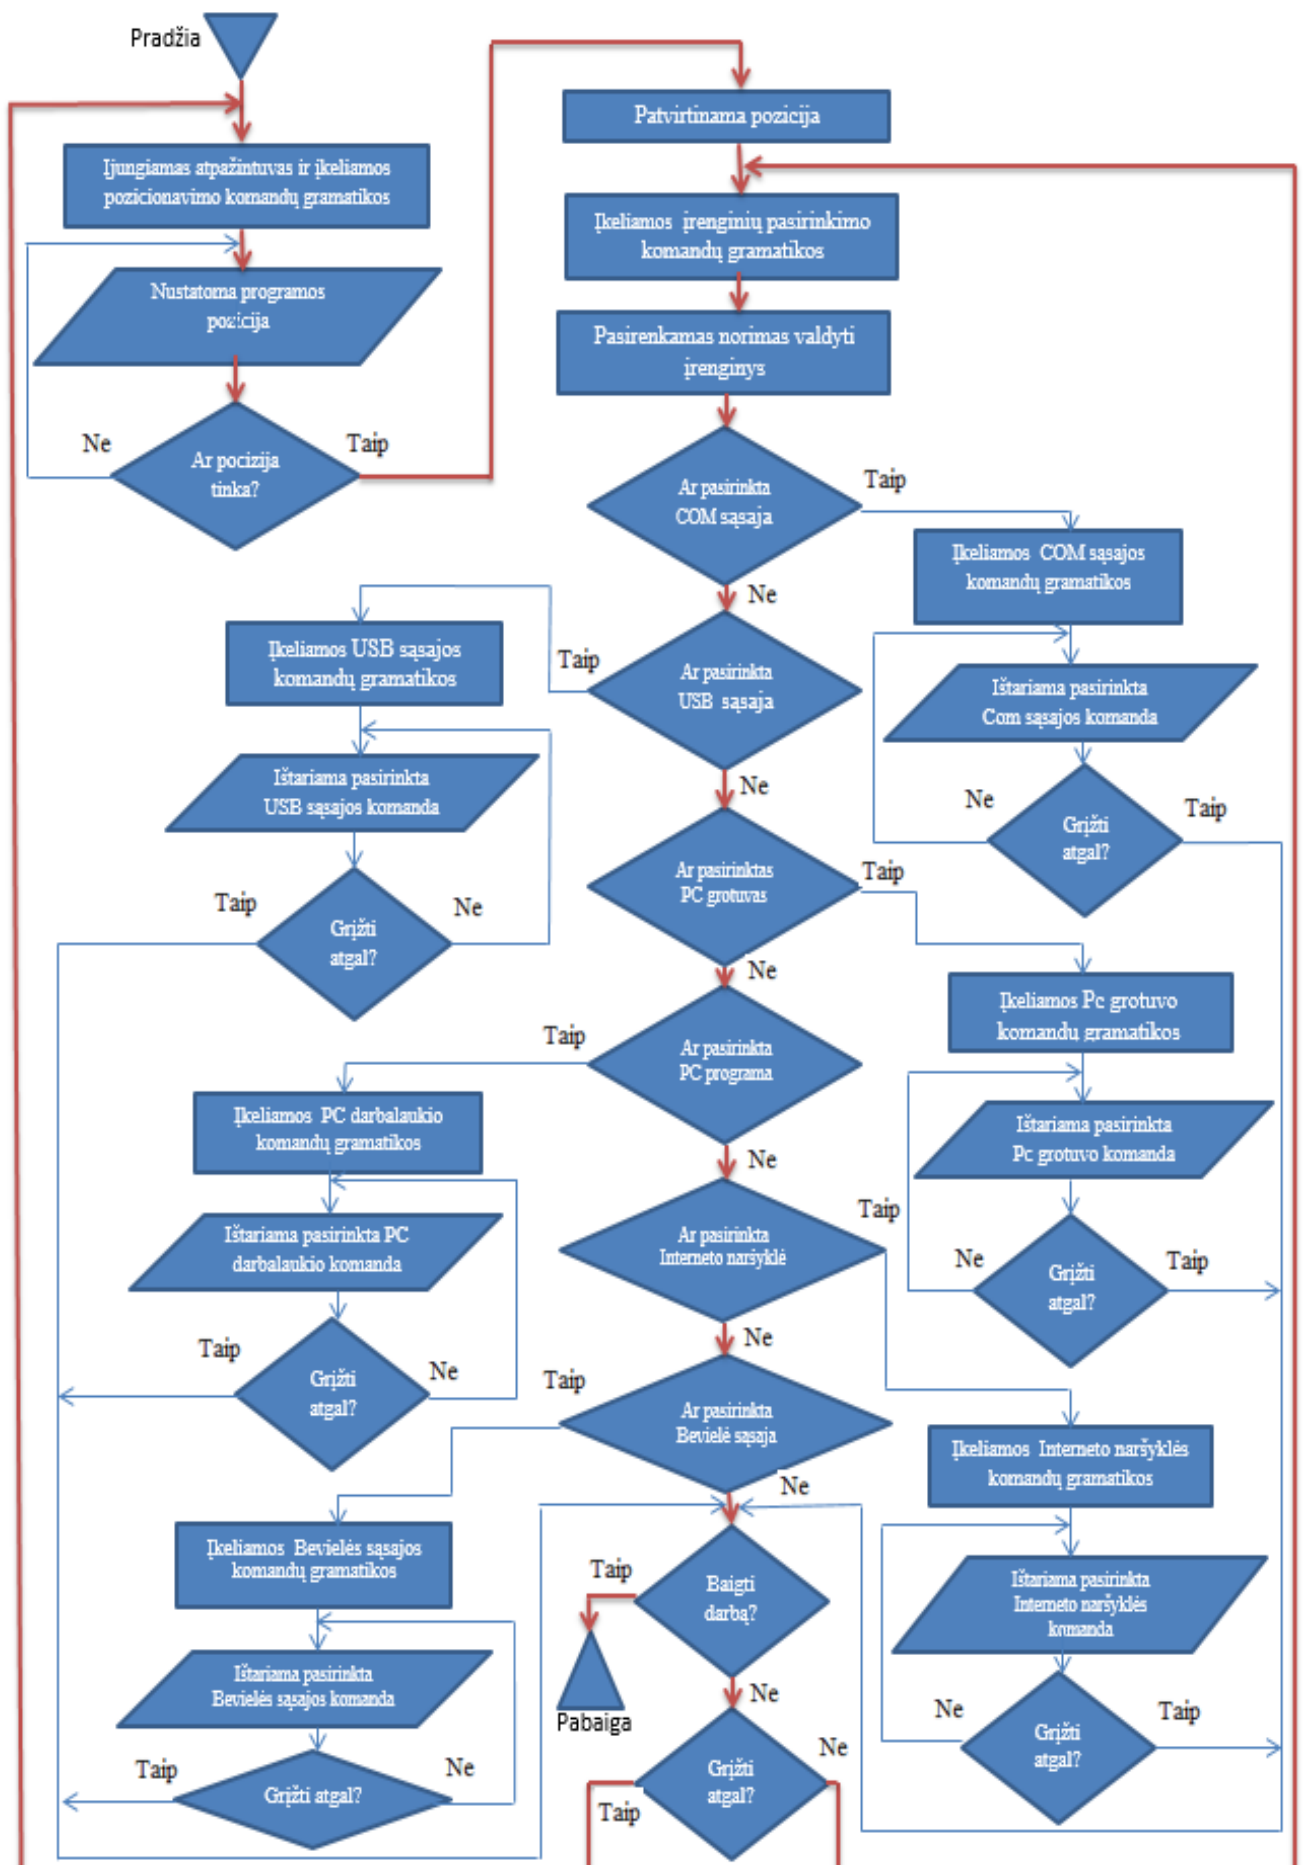 Pradžia
Įjungiamas atpažintuvas ir įkeliamos
pozicionavimo komandų gramatikos
Nustatoma programos
pozicija
Ar pocizija
tinka?
Ne
Taip
Patvirtinama pozicija
Įkeliamos įrenginių pasirinkimo
komandų gramatikos
Pasirenkamas norimas valdyti
įrenginys
Ar pasirinkta
COM sąsaja
Taip
Ne
Įkeliamos COM sąsajos
komandų gramatikos
Ištariama pasirinkta
Com sąsajos komanda
Grįžti
atgal?
Ne
Taip
Ar pasirinkta
USB sąsaja
Taip
Ne
Įkeliamos USB sąsajos
komandų gramatikos
Ištariama pasirinkta
USB sąsajos komanda
Grįžti
atgal?
Taip
Ne
Ar pasirinktas
PC grotuvas
Taip
Ne
Įkeliamos Pc grotuvo
komandų gramatikos
Ištariama pasirinkta
Pc grotuvo komanda
Grįžti
atgal?
Ne
Taip
Ar pasirinkta
PC programa
Taip
Ne
Įkeliamos PC darbalaukio
komandų gramatikos
Ištariama pasirinkta PC
darbalaukio komanda
Grįžti
atgal?
Taip
Ne
Ar pasirinkta
Interneto naršyklė
Taip
Ne
Įkeliamos Interneto naršyklės
komandų gramatikos
Ištariama pasirinkta
Interneto naršyklės
komanda
Grįžti
atgal?
Ne
Taip
Ar pasirinkta
Bevielė sąsaja
Taip
Ne
Įkeliamos Bevielės sąsajos
komandų gramatikos
Ištariama pasirinkta
Bevielės sąsajos komanda
Grįžti atgal?
Taip
Ne
Baigti
darbą?
Taip
Ne
Pabaiga
Grįžti
atgal?
Taip
Ne